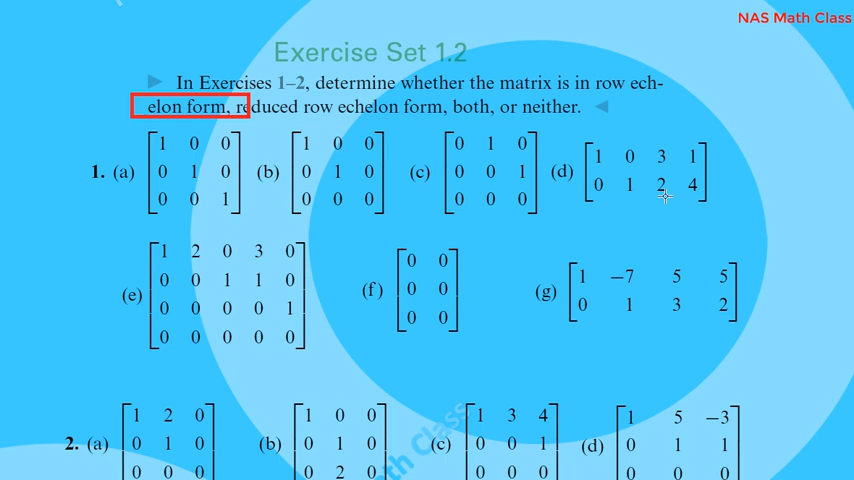 NAS Math Class
Exercise Set 1.2
▶ In Exercises 1–2, determine whether the matrix is in row ech-
elon form, reduced row echelon form, both, or neither. ◀
1. (a) [1 0 0 (b) [1 0 0 (c) [0 1 0 (d) [1 0 3 1
0 1 0 0 1 0 0 0 1 0 1 2 4]
0 0 1] 0 0 0] 0 0 0]
(e) [1 2 0 3 0 (f) [0 0 (g) [1 −7 5 5
0 0 1 1 0 0 0 0 1 3 2]
0 0 0 0 1 0 0]
0 0 0 0 0]
2. (a) [1 2 0 (b) [1 0 0 (c) [1 3 4 (d) [1 5 −3
0 1 0 0 1 0 0 0 1 0 1 1
0 0 0 0 2 0 0 0 0 0 0 0
th Class